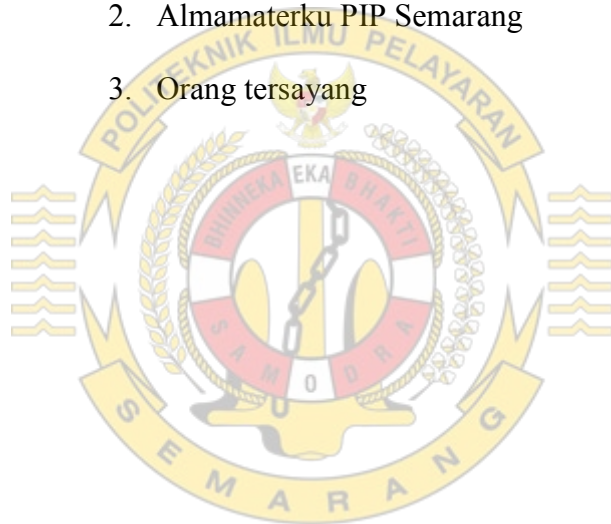 2. Almamaterku PIP Semarang
POLITEKNIK ILMU PELAYARAN
3. Orang tersayang
BHINNEKA EKA BHAKTI
SAMODRA
SEMARANG